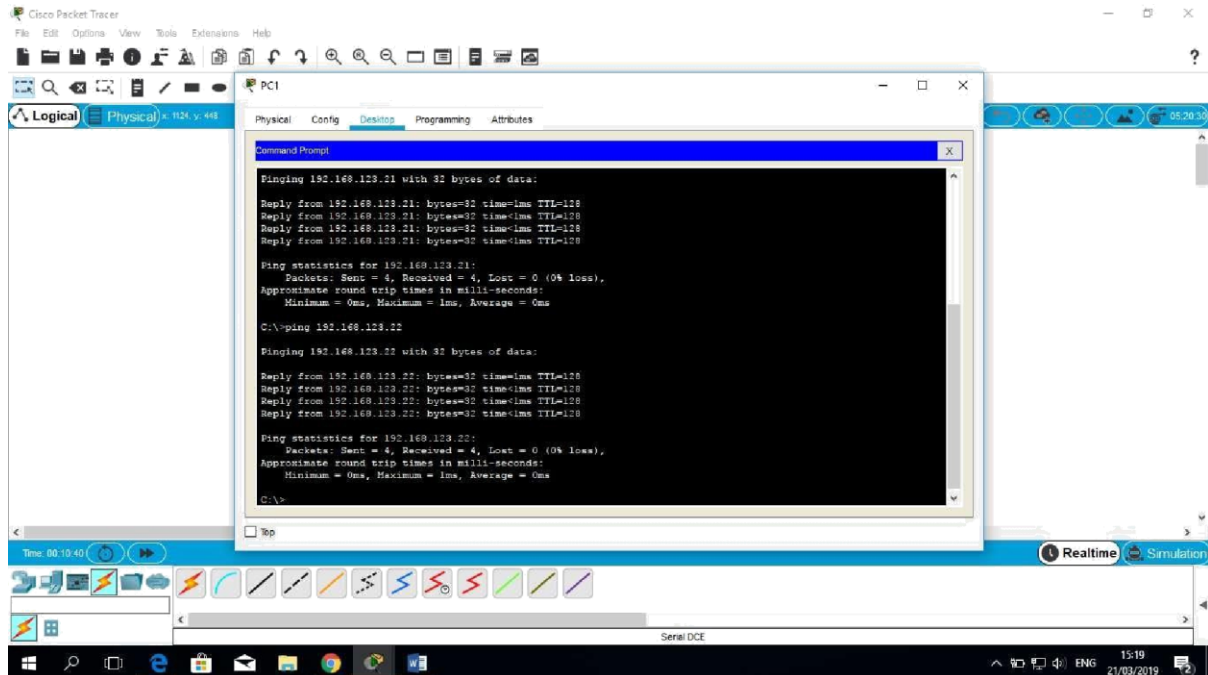 Cisco Packet Tracer
File Edit Options View Tools Extensions Help
?
PC1
Logical Physical x: 1124, y: 448
05:20:30
Physical Config Desktop Programming Attributes
Command Prompt
X
Pinging 192.168.123.21 with 32 bytes of data:
Reply from 192.168.123.21: bytes=32 time=1ms TTL=128
Reply from 192.168.123.21: bytes=32 time<1ms TTL=128
Reply from 192.168.123.21: bytes=32 time<1ms TTL=128
Reply from 192.168.123.21: bytes=32 time<1ms TTL=128
Ping statistics for 192.168.123.21:
Packets: Sent = 4, Received = 4, Lost = 0 (0% loss),
Approximate round trip times in milli-seconds:
Minimum = 0ms, Maximum = 1ms, Average = 0ms
C:\>ping 192.168.123.22
Pinging 192.168.123.22 with 32 bytes of data:
Reply from 192.168.123.22: bytes=32 time=1ms TTL=128
Reply from 192.168.123.22: bytes=32 time<1ms TTL=128
Reply from 192.168.123.22: bytes=32 time<1ms TTL=128
Reply from 192.168.123.22: bytes=32 time<1ms TTL=128
Ping statistics for 192.168.123.22:
Packets: Sent = 4, Received = 4, Lost = 0 (0% loss),
Approximate round trip times in milli-seconds:
Minimum = 0ms, Maximum = 1ms, Average = 0ms
C:\>
Top
Time: 00:10:40
Realtime Simulation
Serial DCE
ENG
15:19
21/03/2019